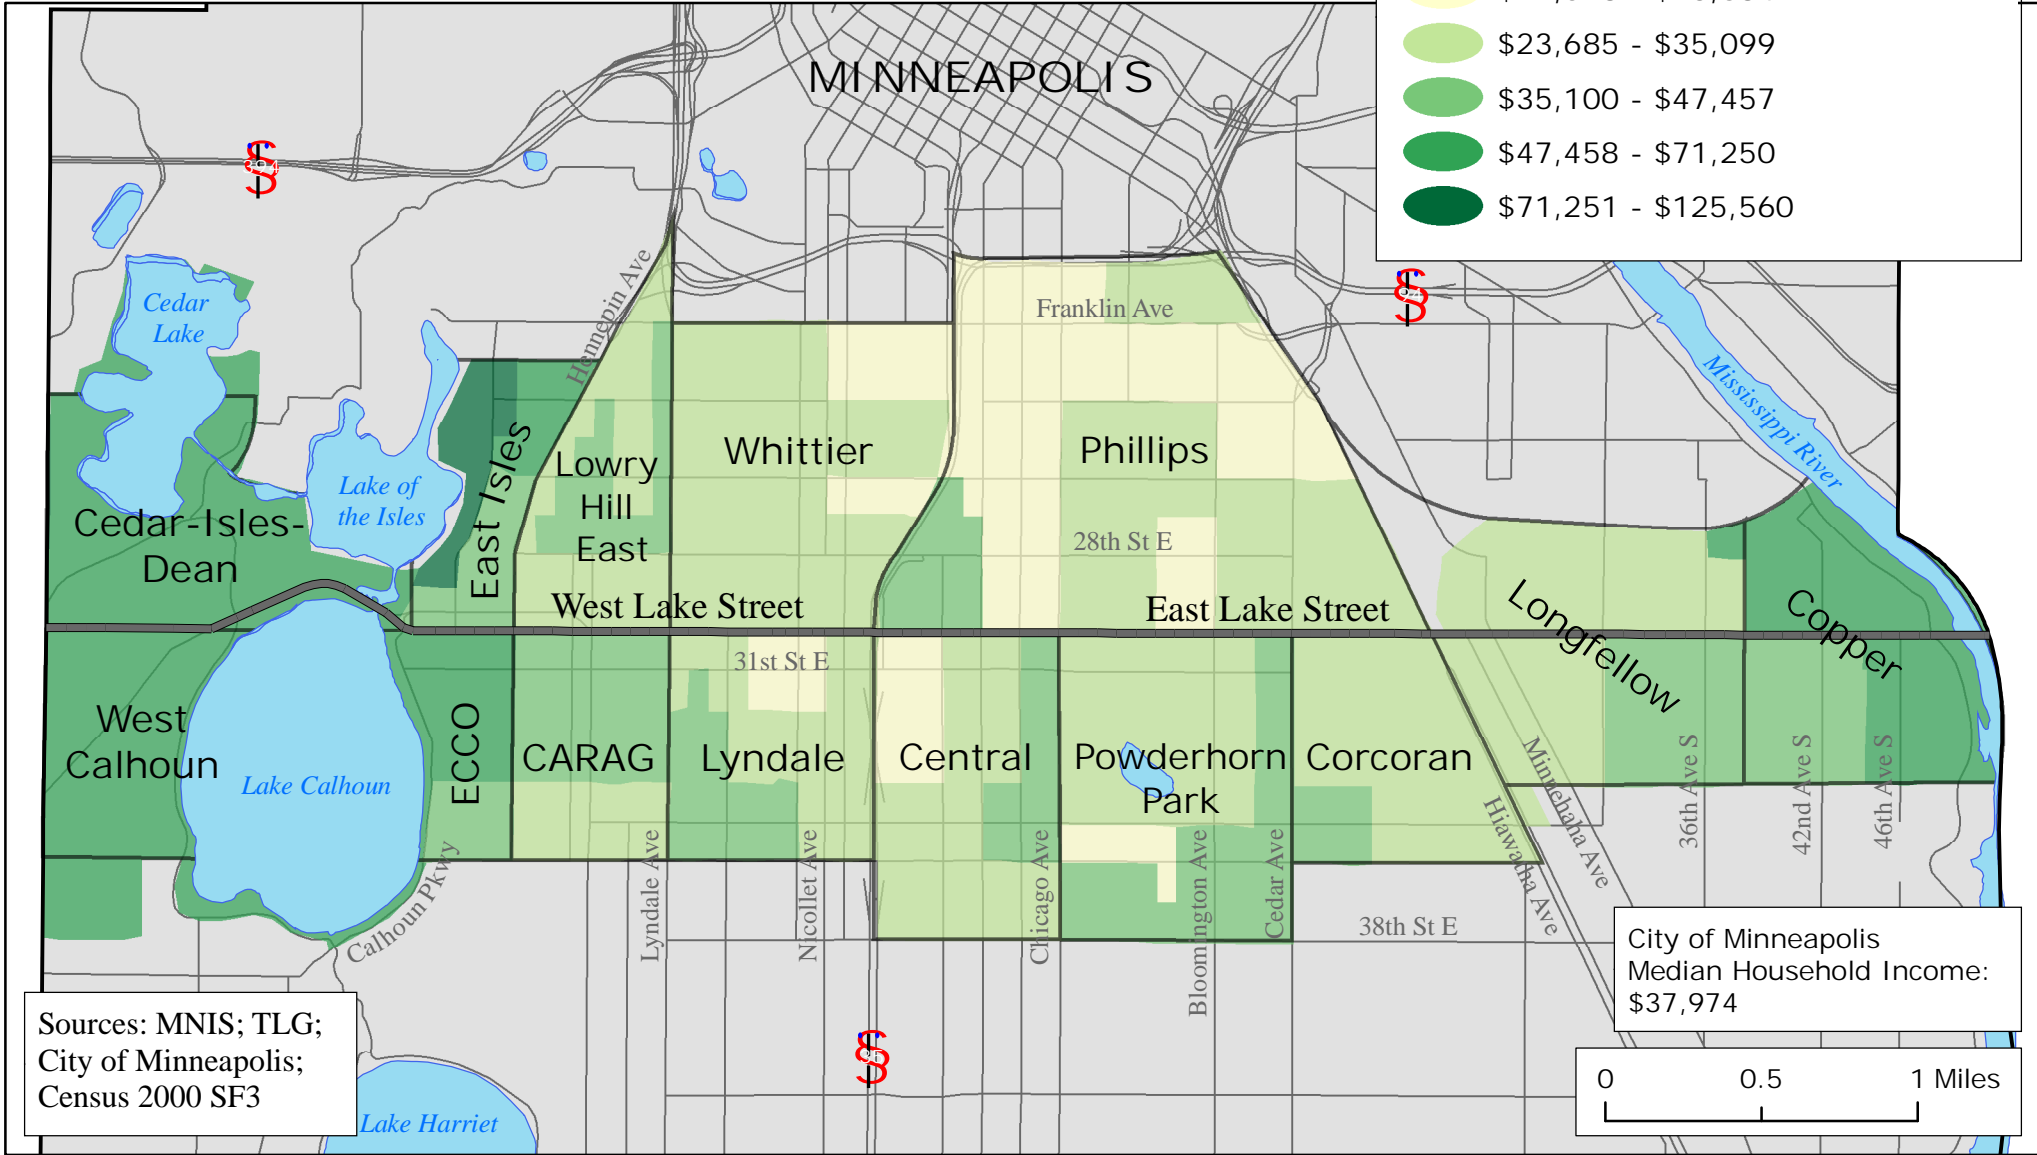 $23,685 - $35,099
$35,100 - $47,457
$47,458 - $71,250
$71,251 - $125,560
MINNEAPOLIS
Hennepin Ave
Franklin Ave
Cedar
Lake
Mississippi River
Lake of
the Isles
East Isles
Lowry
Hill
East
Whittier
Phillips
Cedar-Isles-
Dean
28th St E
West Lake Street
East Lake Street
Longfellow
Copper
31st St E
West
Calhoun
Lake Calhoun
ECCO
CARAG
Lyndale
Central
Powderhorn
Park
Corcoran
Calhoun Pkwy
Lyndale Ave
Nicollet Ave
Chicago Ave
Bloomington Ave
Cedar Ave
Hiawatha Ave
Minnehaha Ave
36th Ave S
42nd Ave S
46th Ave S
38th St E
City of Minneapolis
Median Household Income:
$37,974
Sources: MNIS; TLG;
City of Minneapolis;
Census 2000 SF3
Lake Harriet
0 0.5 1 Miles